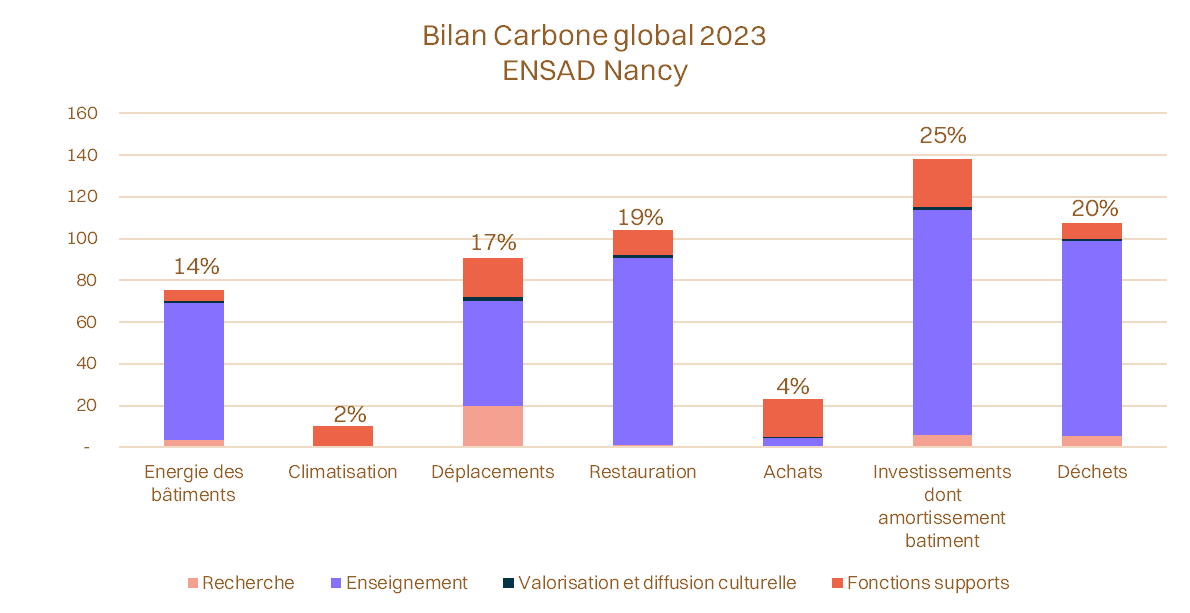 Bilan Carbone global 2023
ENSAD Nancy
160
140
120
100
80
60
40
20
-
14%
2%
17%
19%
4%
25%
20%
Energie des
bâtiments
Climatisation
Déplacements
Restauration
Achats
Investissements
dont
amortissement
batiment
Déchets
Recherche
Enseignement
Valorisation et diffusion culturelle
Fonctions supports